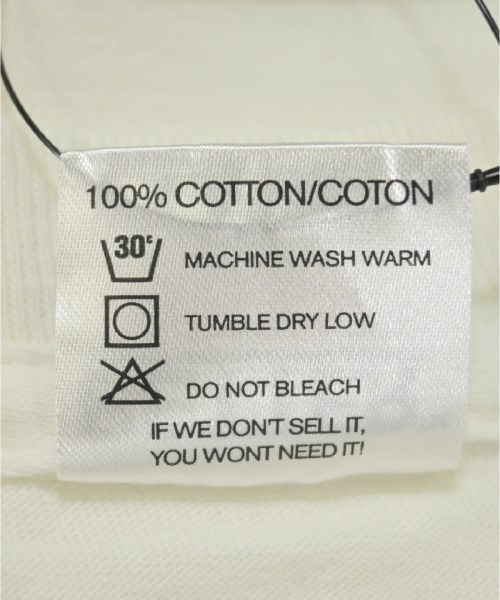 100% COTTON/COTON
30c MACHINE WASH WARM
TUMBLE DRY LOW
DO NOT BLEACH
IF WE DON'T SELL IT,
YOU WONT NEED IT!